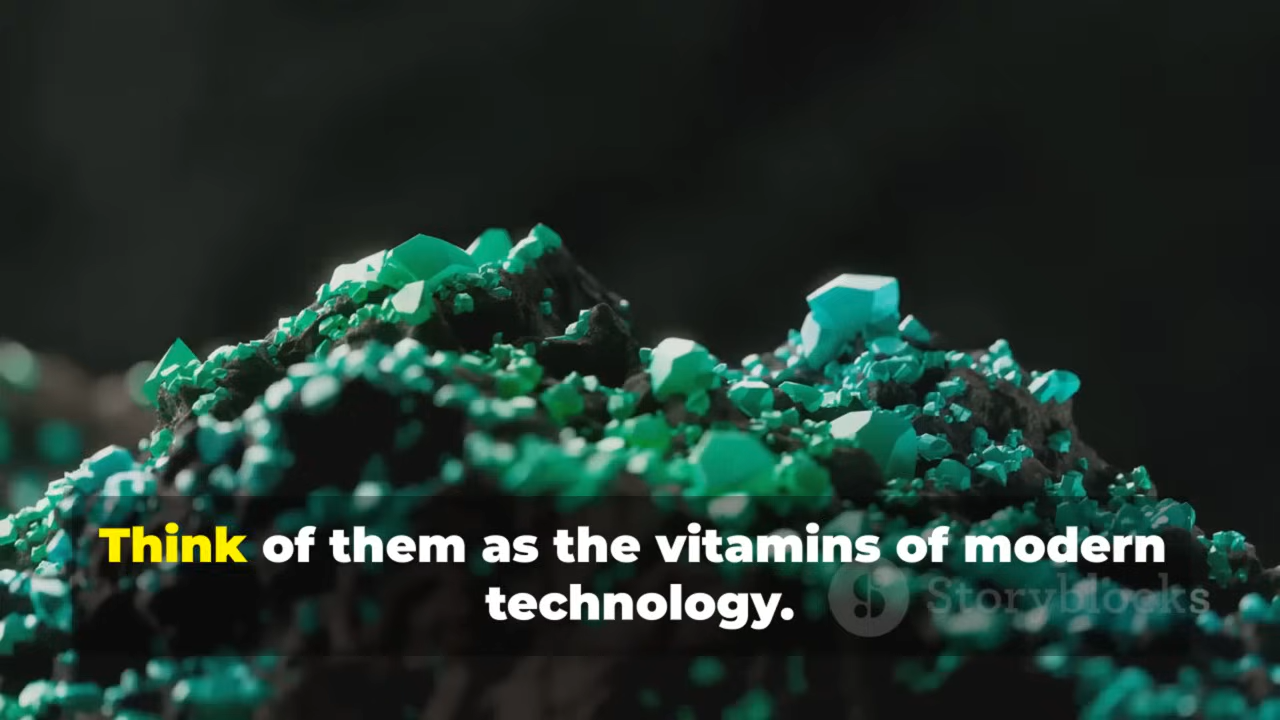 Think of them as the vitamins of modern
technology.
Storyblocks